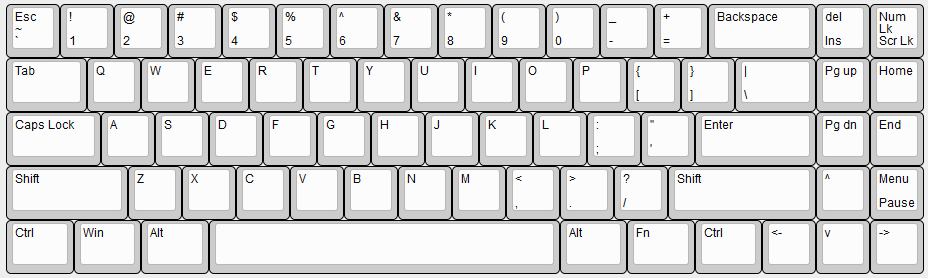 Esc ! @ # $ % ^ & * ( ) _ + Backspace del Num
~ Lk
` 1 2 3 4 5 6 7 8 9 0 - = Ins Scr Lk
Tab Q W E R T Y U I O P { } | Pg up Home
[ ] \
Caps Lock A S D F G H J K L : " Enter Pg dn End
; '
Shift Z X C V B N M < > ? Shift ^ Menu
, . / Pause
Ctrl Win Alt Alt Fn Ctrl <- v ->